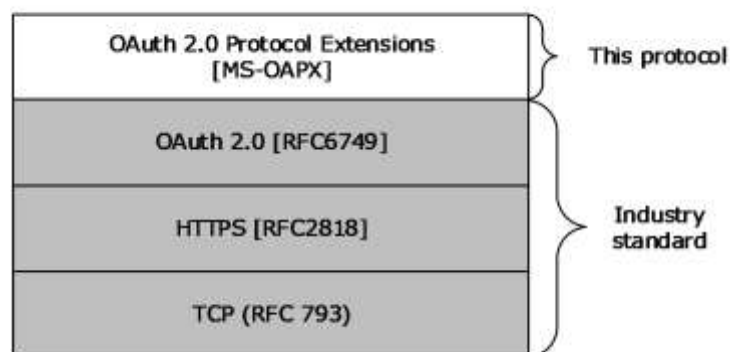 OAuth 2.0 Protocol Extensions
[MS-OAPX]
This protocol
OAuth 2.0 [RFC6749]
HTTPS [RFC2818]
Industry
standard
TCP (RFC 793)